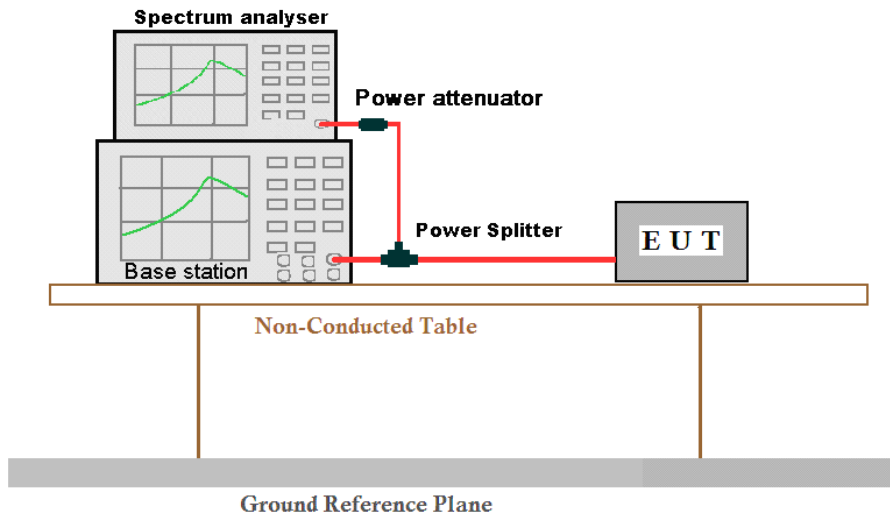 Spectrum analyser
Power attenuator
Power Splitter
E U T
Base station
Non-Conducted Table
Ground Reference Plane